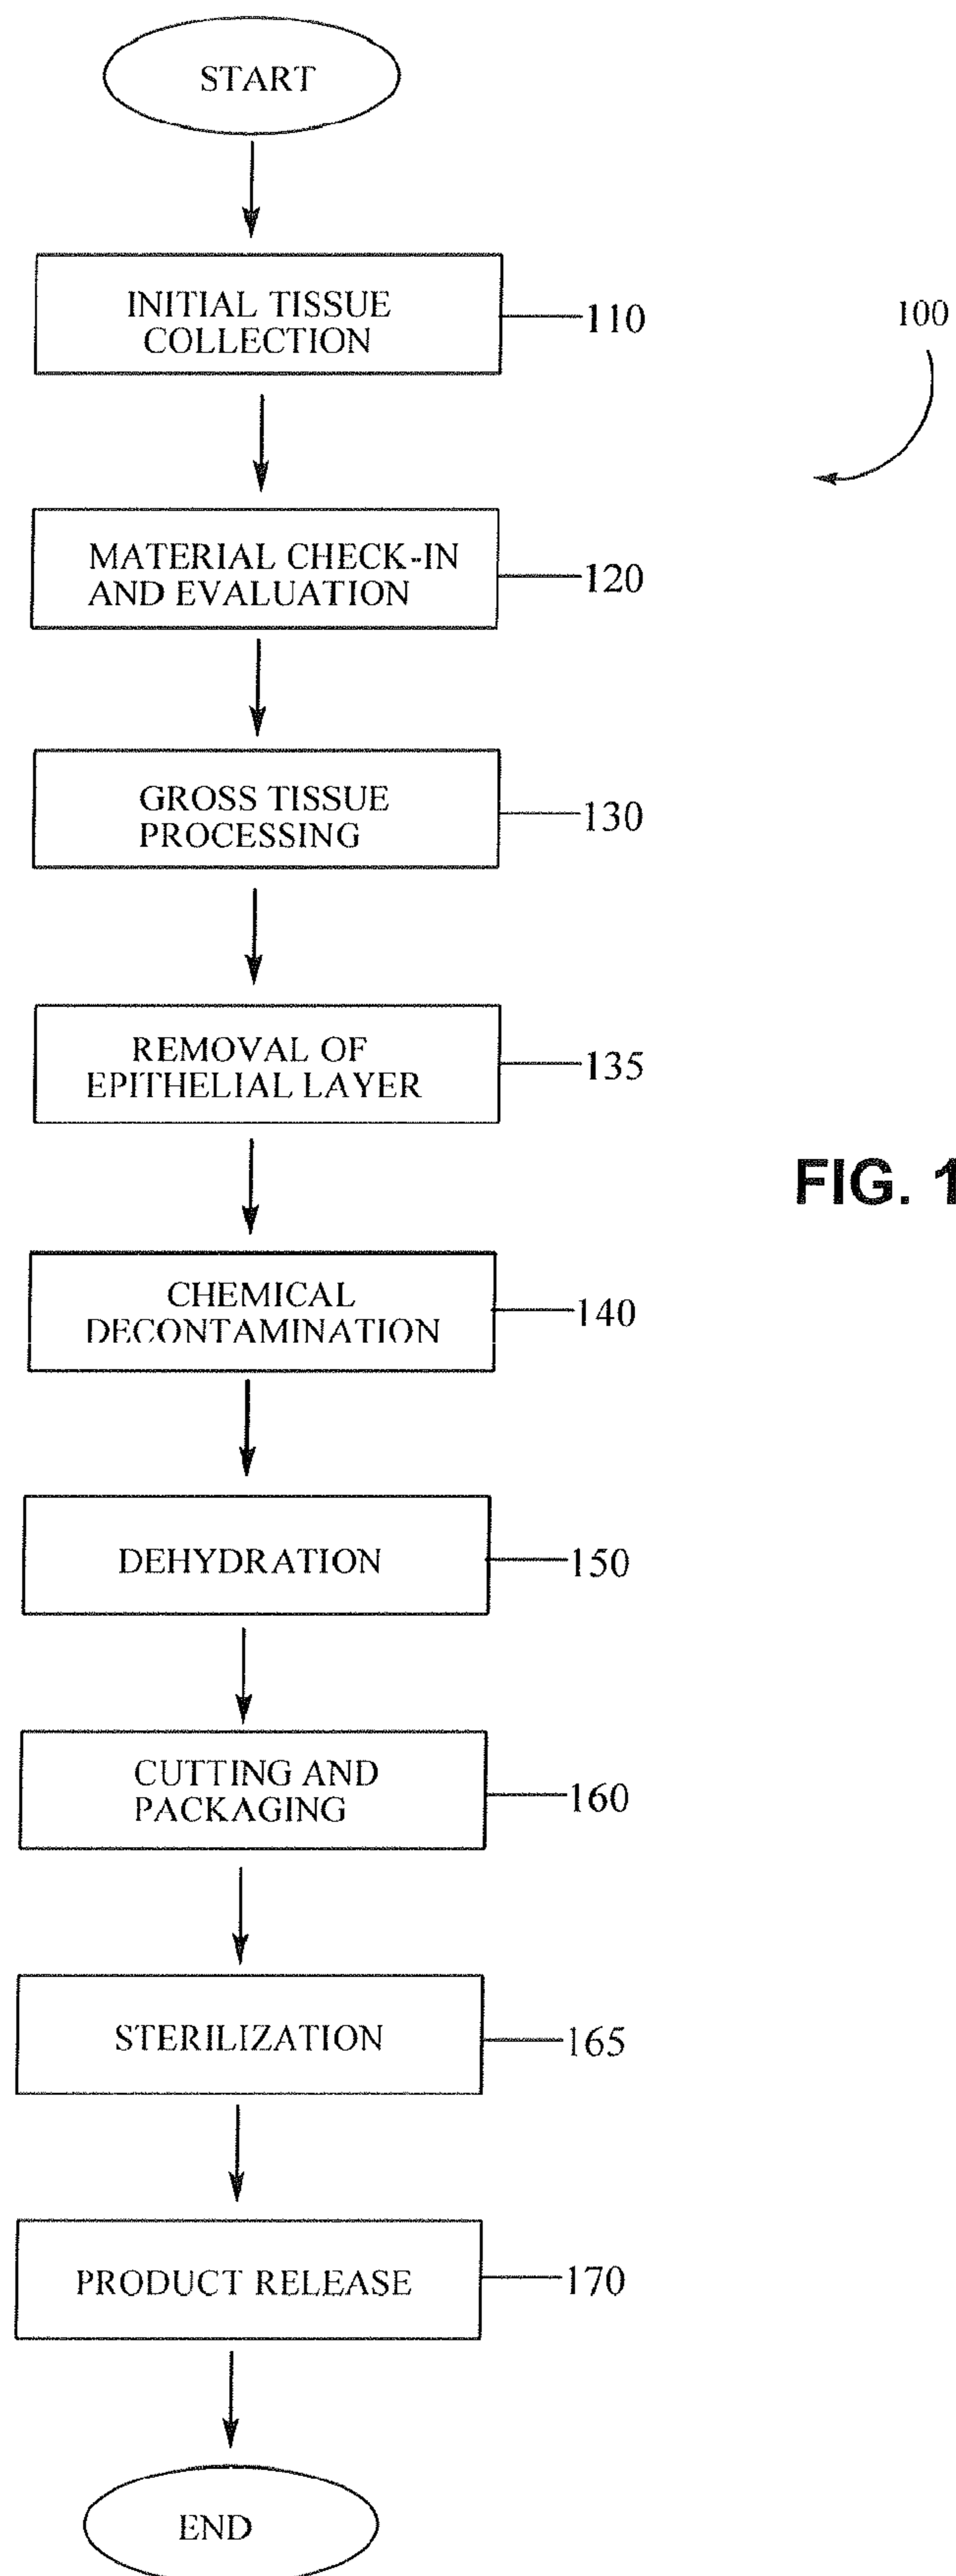 START
INITIAL TISSUE
COLLECTION
110
100
MATERIAL CHECK-IN
AND EVALUATION
120
GROSS TISSUE
PROCESSING
130
REMOVAL OF
EPITHELIAL LAYER
135
FIG. 1
CHEMICAL
DECONTAMINATION
140
DEHYDRATION
150
CUTTING AND
PACKAGING
160
STERILIZATION
165
PRODUCT RELEASE
170
END